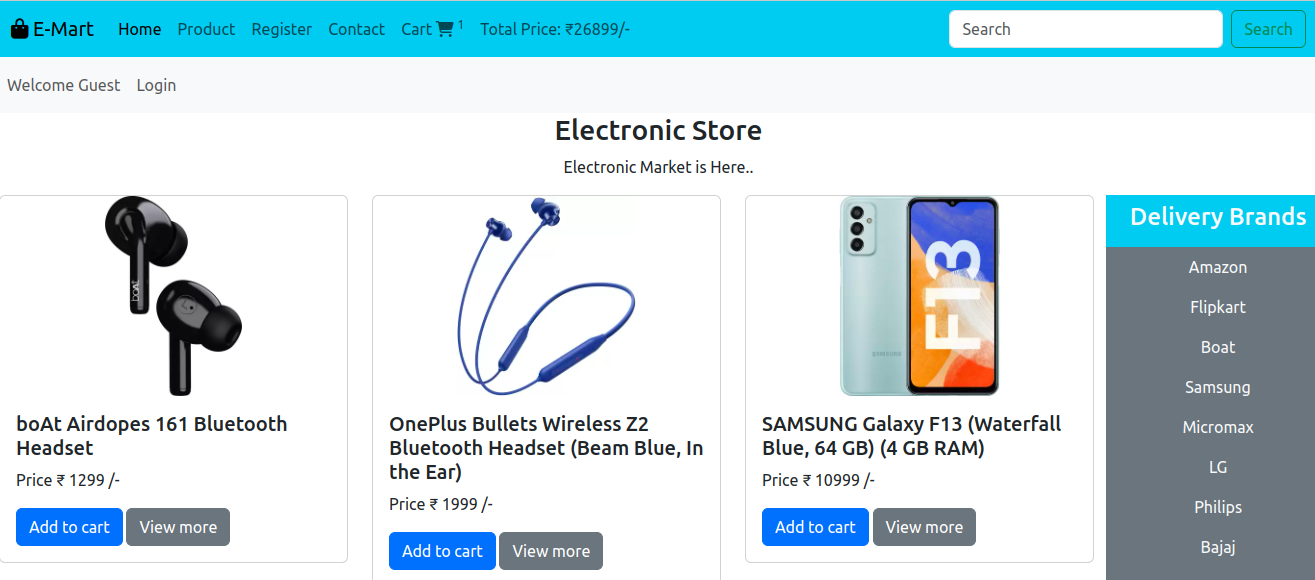 E-Mart Home Product Register Contact Cart 1 Total Price: ₹26899/- Search Search
Welcome Guest Login
Electronic Store
Electronic Market is Here..
boAt
boAt Airdopes 161 Bluetooth
Headset
Price ₹ 1299 /-
Add to cart View more
OnePlus Bullets Wireless Z2
Bluetooth Headset (Beam Blue, In
the Ear)
Price ₹ 1999 /-
Add to cart View more
SAMSUNG
F13
SAMSUNG Galaxy F13 (Waterfall
Blue, 64 GB) (4 GB RAM)
Price ₹ 10999 /-
Add to cart View more
Delivery Brands
Amazon
Flipkart
Boat
Samsung
Micromax
LG
Philips
Bajaj